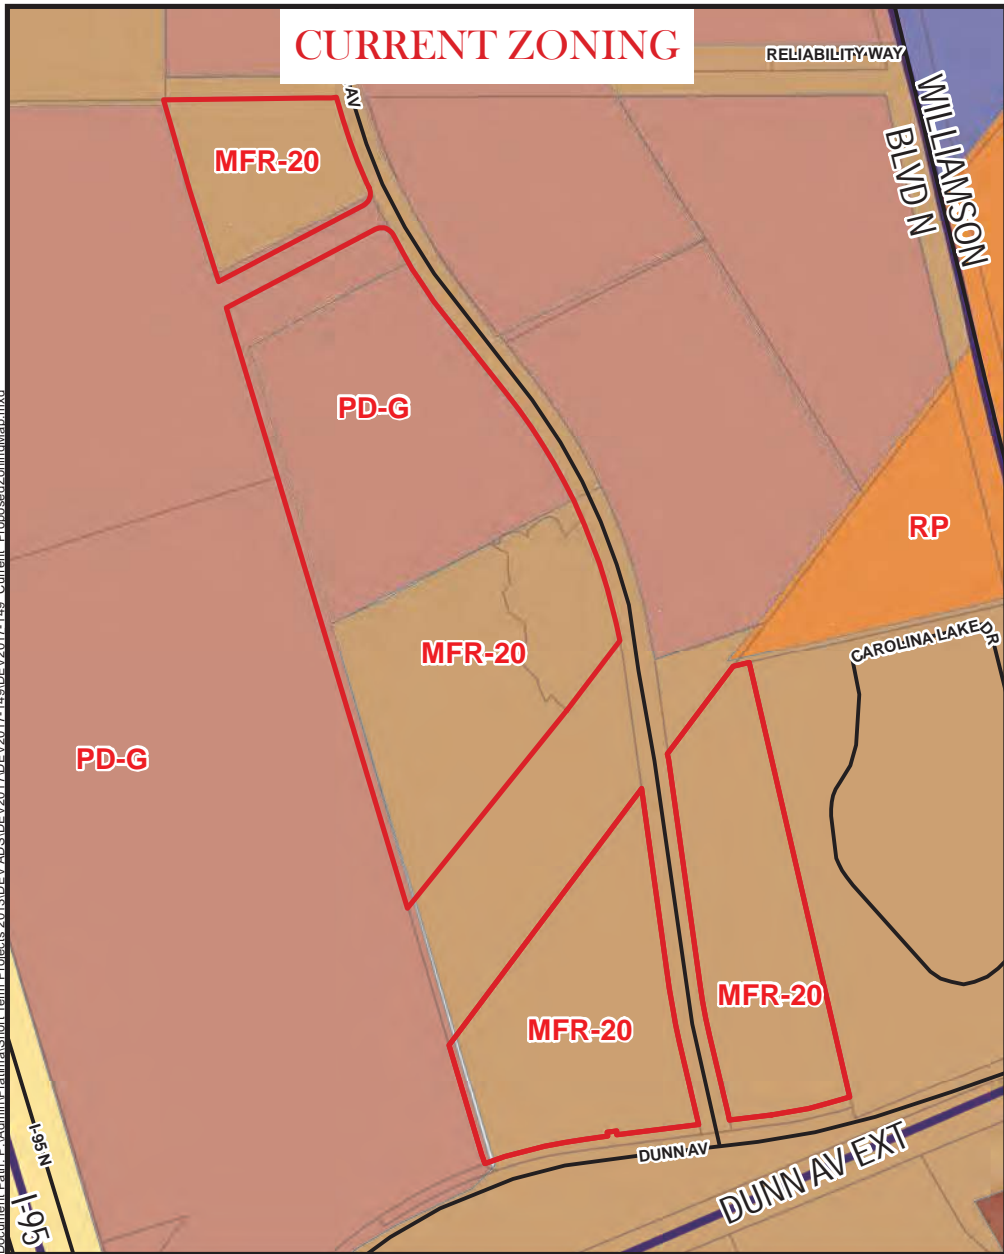 CURRENT ZONING
RELIABILITY WAY
AV
WILLIAMSON
BLVD N
MFR-20
PD-G
RP
CAROLINA LAKE DR
MFR-20
PD-G
MFR-20
MFR-20
DUNN AV
DUNN AV EXT
I-95 N
I-95